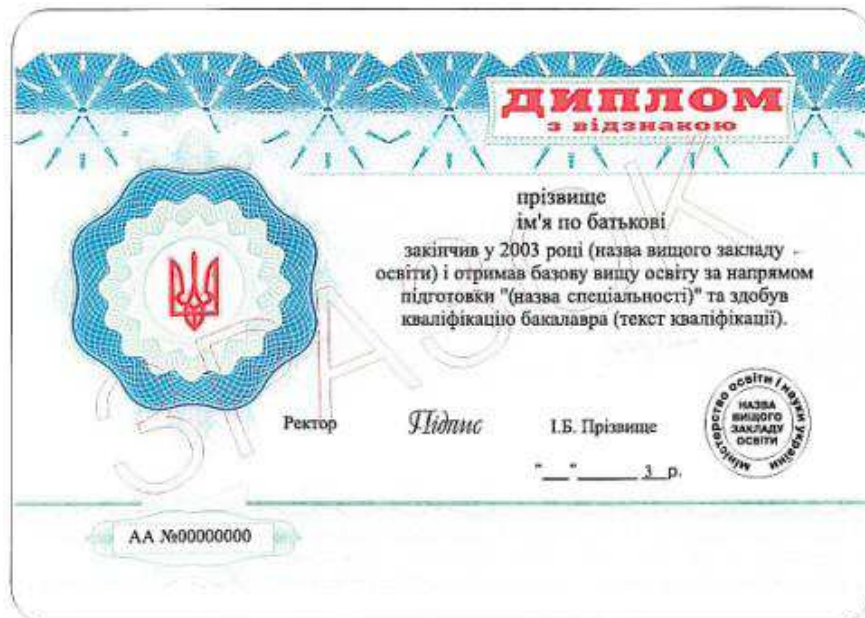 ДИПЛОМ
з відзнакою
прізвище
ім'я по батькові
закінчив у 2003 році (назва вищого закладу
освіти) і отримав базову вищу освіту за напрямом
підготовки "(назва спеціальності)" та здобув
кваліфікацію бакалавра (текст кваліфікації).
Ректор Підпис І.Б. Прізвище
"__"______3 р.
міністерство освіти і науки україни
НАЗВА
ВИЩОГО
ЗАКЛАДУ
ОСВІТИ
ЗРАЗОК
АА №00000000